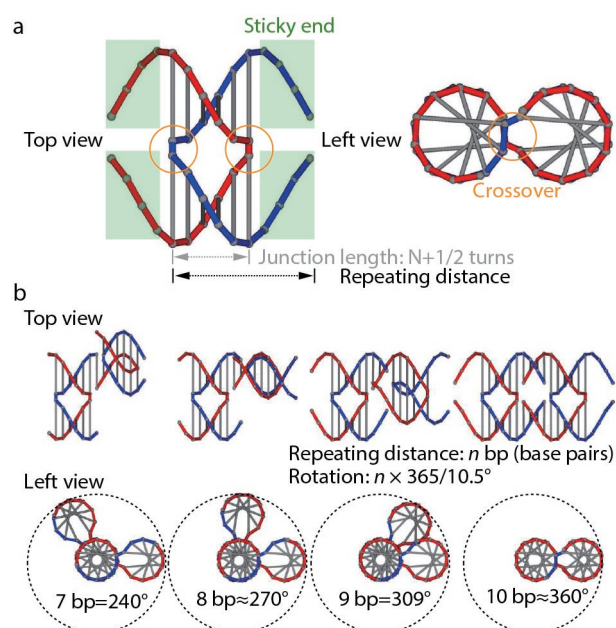 a
Sticky end
Top view
Left view
Crossover
Junction length: N+1/2 turns
Repeating distance
b
Top view
Repeating distance: n bp (base pairs)
Rotation: n × 365/10.5°
Left view
7 bp=240°
8 bp≈270°
9 bp=309°
10 bp≈360°